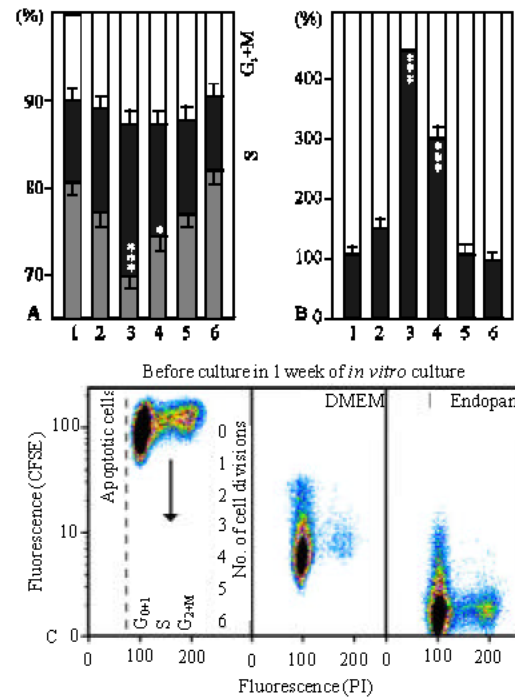 (%)
90
80
70
A
1 2 3 4 5 6
***
*
G₁+M
S
(%)
400
300
200
100
B 0
1 2 3 4 5 6
***
***
Before culture in 1 week of in vitro culture
Fluorescence (CFSE)
100
10
C 0
Apoptotic cells
G0+1
S
G2+M
No. of cell divisions
0
1
2
3
4
5
6
DMEM
Endopan
0 100 200
0 100 200
0 100 200
Fluorescence (PI)